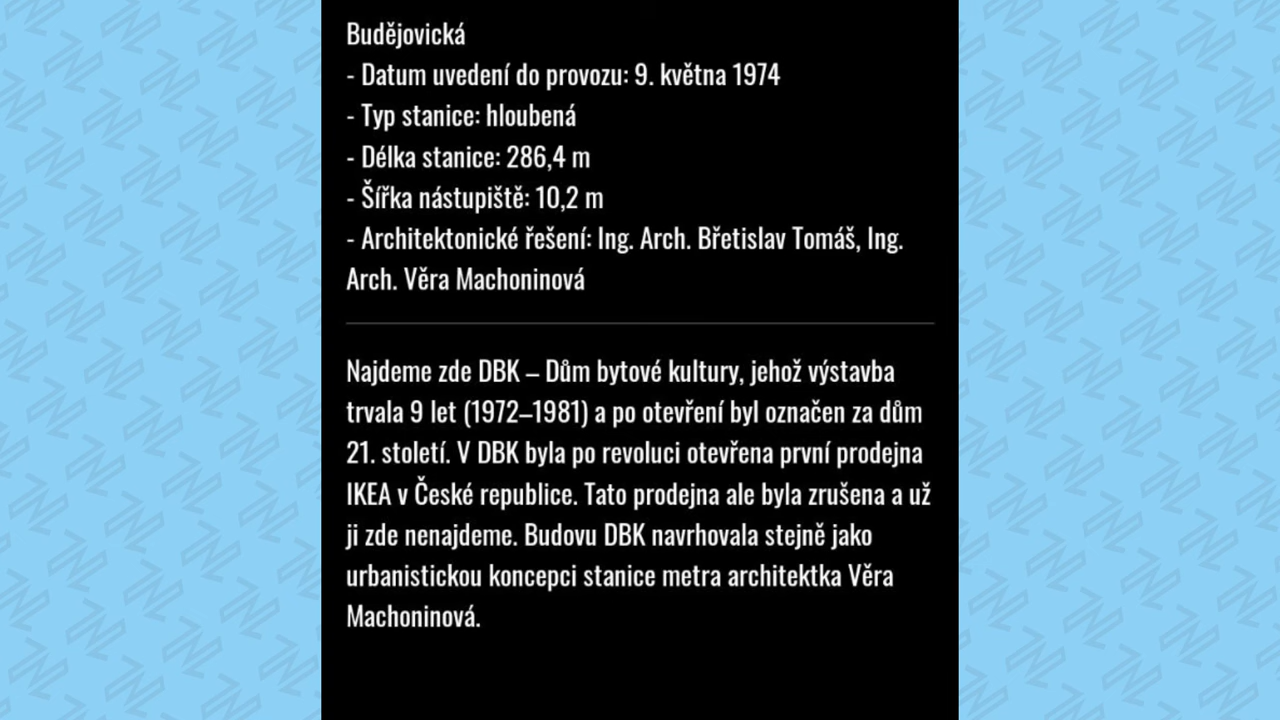 Budějovická
- Datum uvedení do provozu: 9. května 1974
- Typ stanice: hloubená
- Délka stanice: 286,4 m
- Šířka nástupiště: 10,2 m
- Architektonické řešení: Ing. Arch. Břetislav Tomáš, Ing.
Arch. Věra Machoninová
Najdeme zde DBK – Dům bytové kultury, jehož výstavba
trvala 9 let (1972–1981) a po otevření byl označen za dům
21. století. V DBK byla po revoluci otevřena první prodejna
IKEA v České republice. Tato prodejna ale byla zrušena a už
ji zde nenajdeme. Budovu DBK navrhovala stejně jako
urbanistickou koncepci stanice metra architektka Věra
Machoninová.